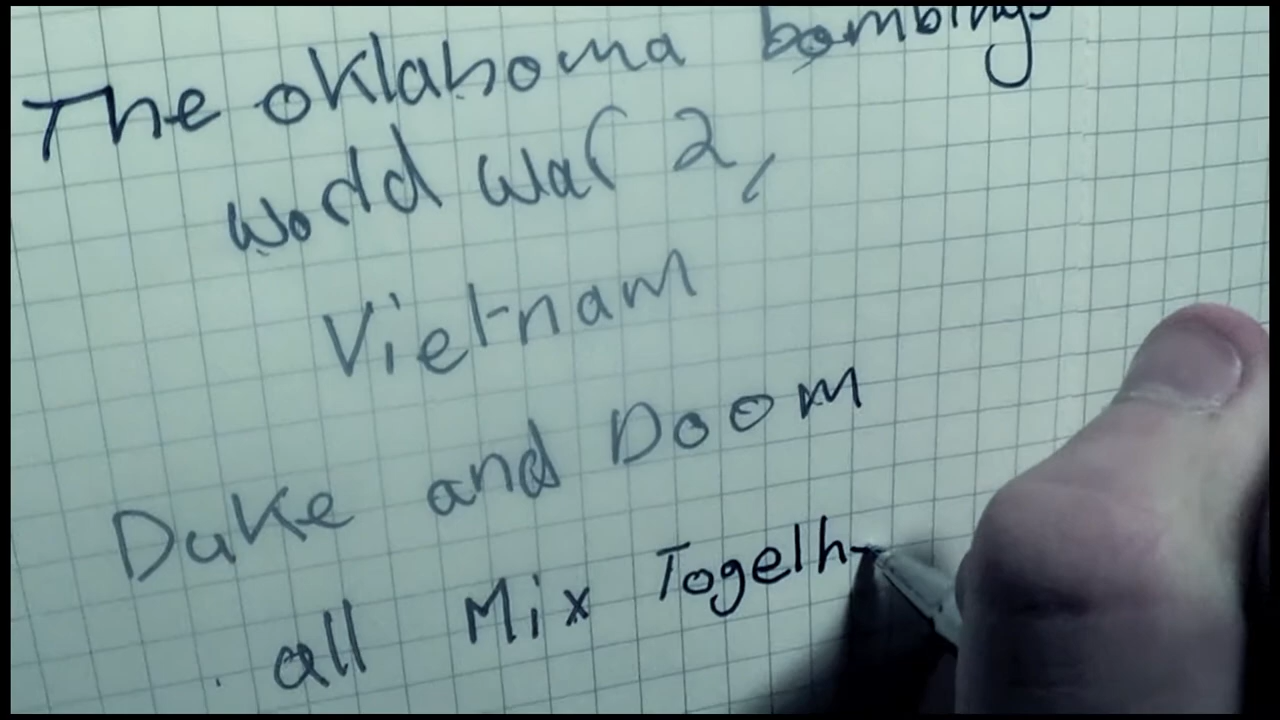 The oklahoma bombings
World War 2,
Vietnam
Duke and Doom
all Mix Togeth